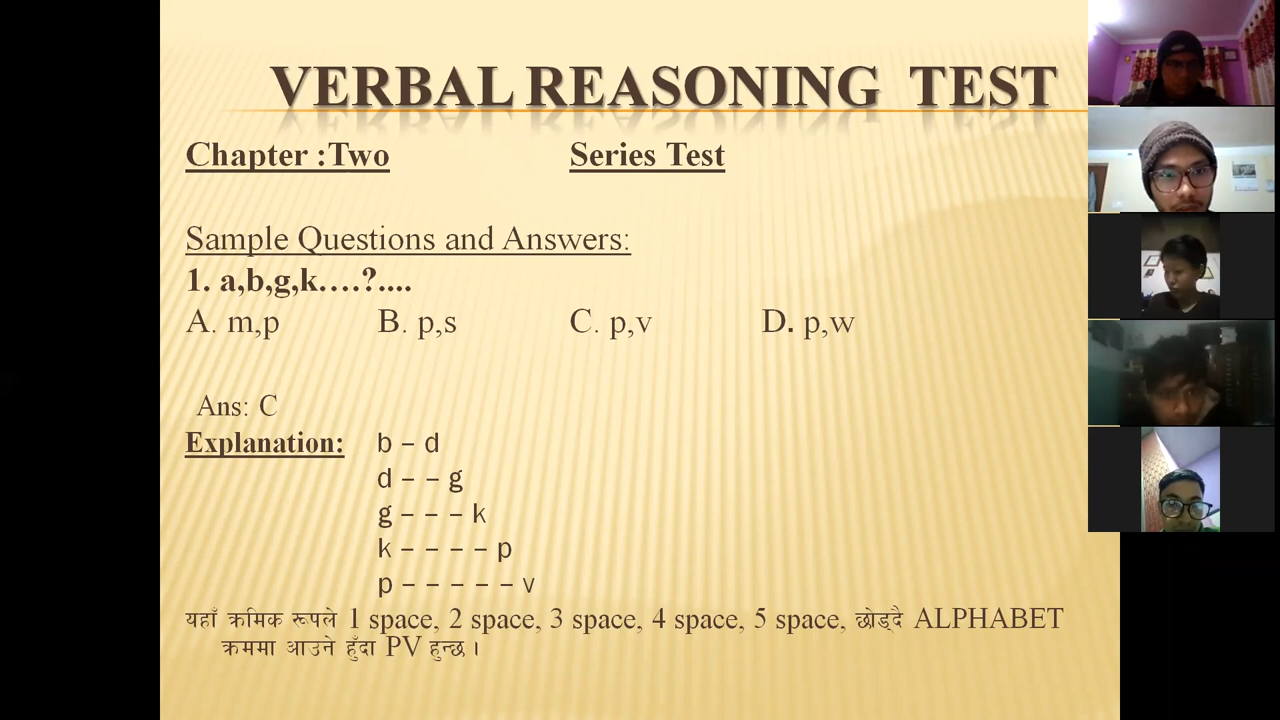 VERBAL REASONING TEST
Chapter :Two Series Test
Sample Questions and Answers:
1. a,b,g,k....?....
A. m,p B. p,s C. p,v D. p,w
Ans: C
Explanation: b – d
d – – g
g – – – k
k – – – – p
p – – – – – v
यहाँ क्रमिक रूपले 1 space, 2 space, 3 space, 4 space, 5 space, छोड्दै ALPHABET
क्रममा आउने हुँदा PV हुन्छ ।